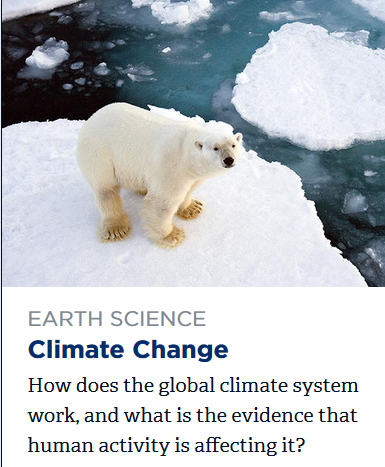 EARTH SCIENCE
Climate Change
How does the global climate system
work, and what is the evidence that
human activity is affecting it?